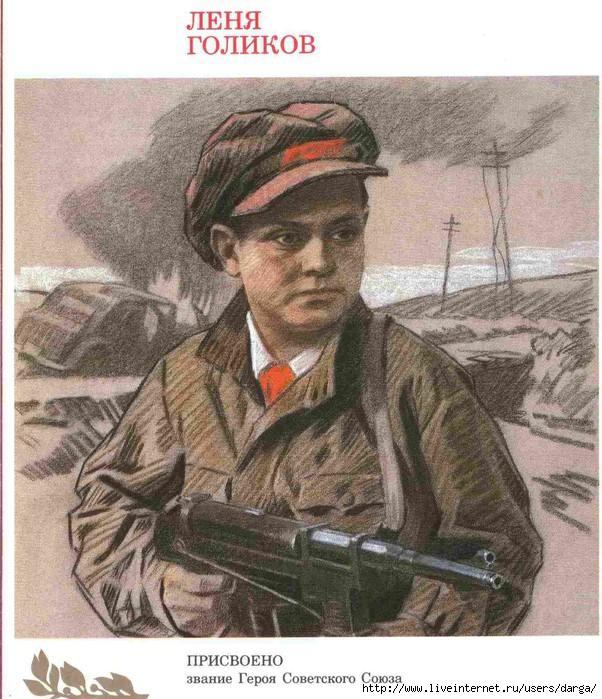 ЛЕНЯ
ГОЛИКОВ
ПРИСВОЕНО
звание Героя Советского Союза
http://www.liveinternet.ru/users/darga/